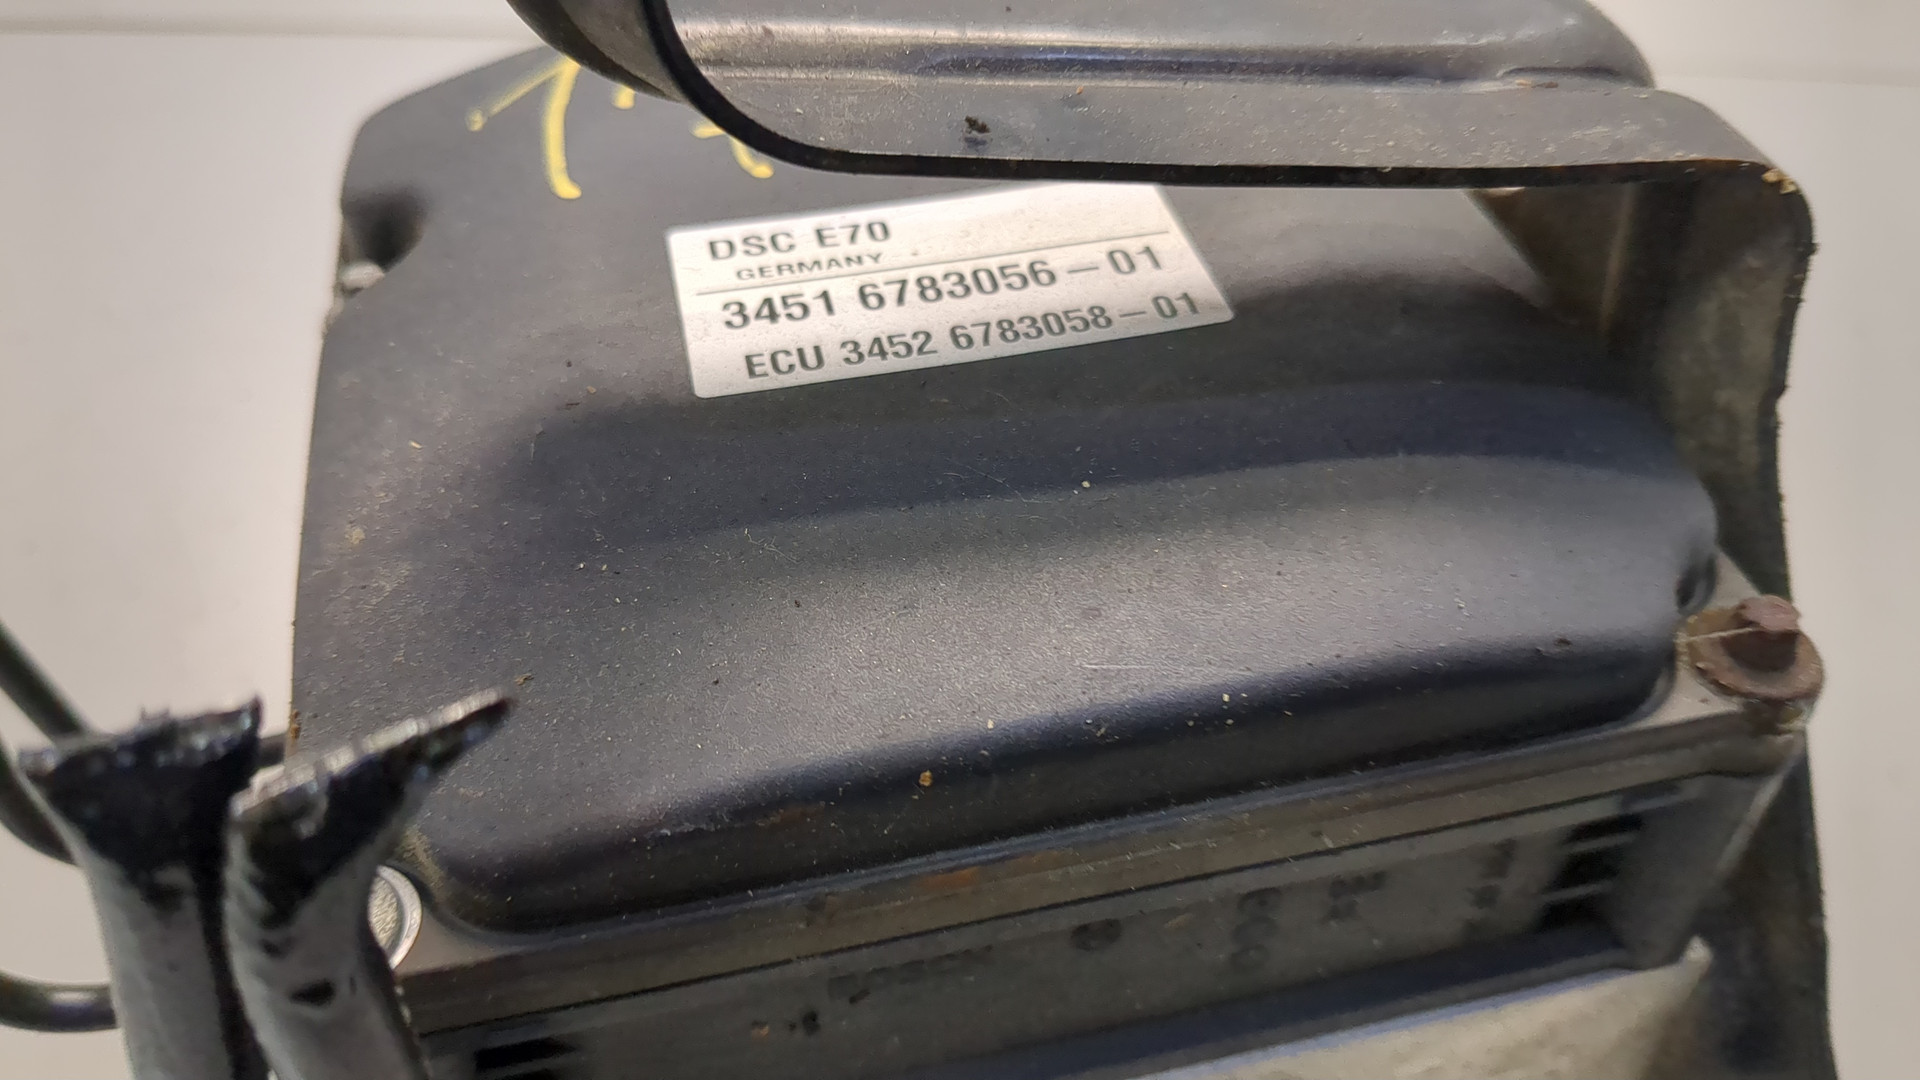 DSC E70
GERMANY
3451 6783056-01
ECU 3452 6783058-01